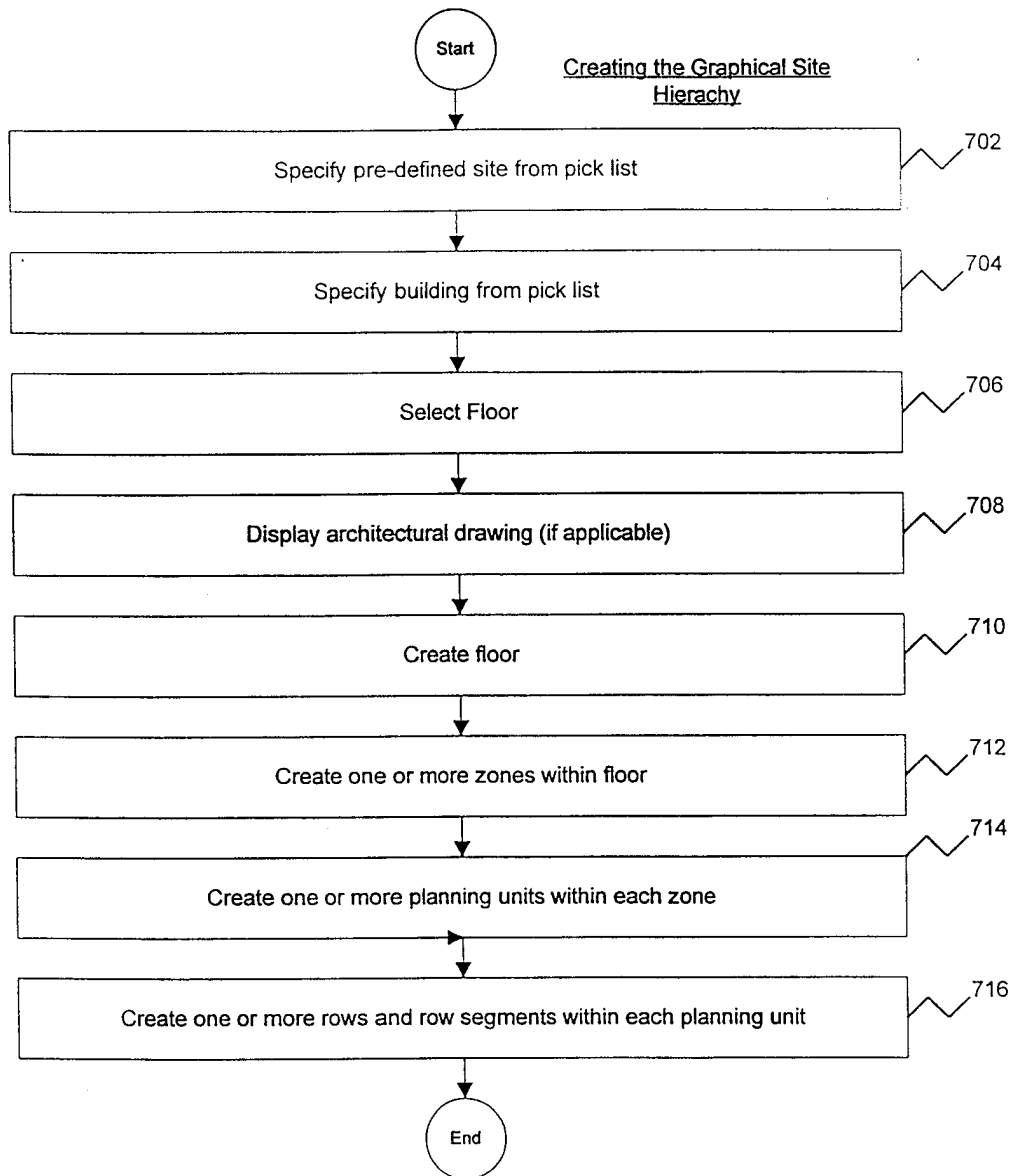 Start
Creating the Graphical Site
Hierachy
702
Specify pre-defined site from pick list
704
Specify building from pick list
706
Select Floor
708
Display architectural drawing (if applicable)
710
Create floor
712
Create one or more zones within floor
714
Create one or more planning units within each zone
716
Create one or more rows and row segments within each planning unit
End